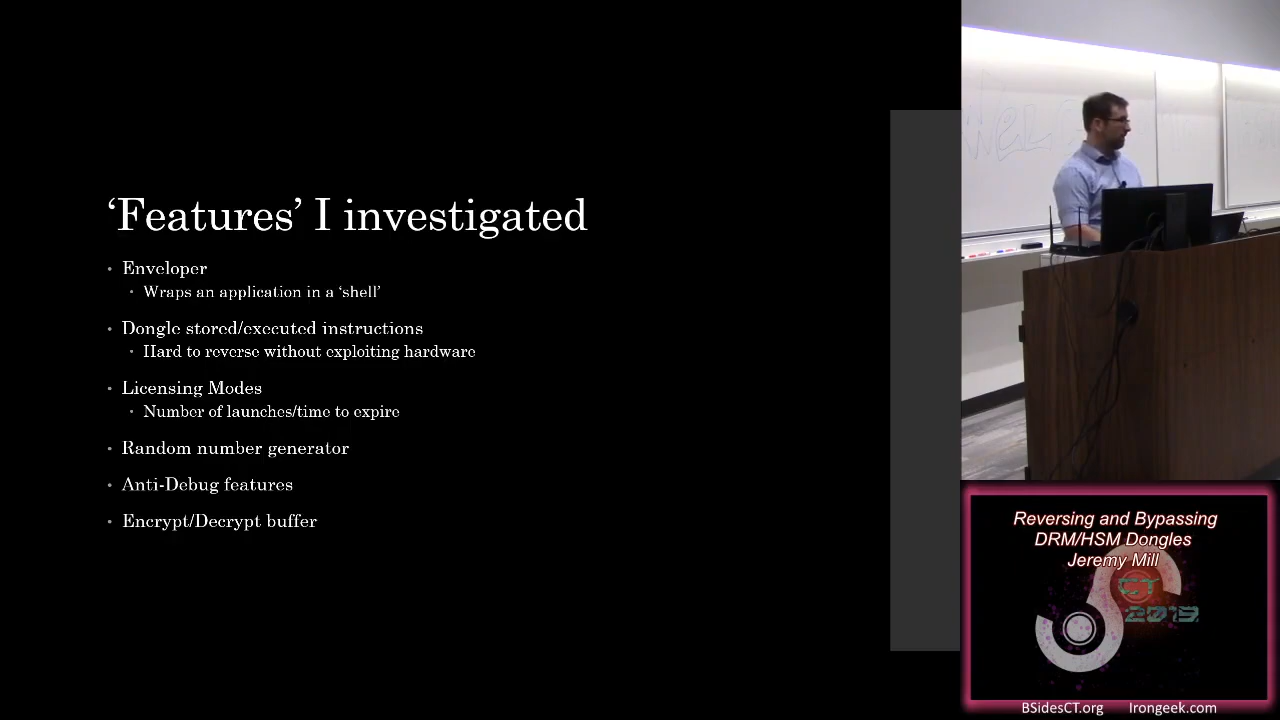 ‘Features’ I investigated
• Enveloper
• Wraps an application in a ‘shell’
• Dongle stored/executed instructions
• Hard to reverse without exploiting hardware
• Licensing Modes
• Number of launches/time to expire
• Random number generator
• Anti-Debug features
• Encrypt/Decrypt buffer
Reversing and Bypassing
DRM/HSM Dongles
Jeremy Mill
CT
2019
BSidesCT.org Irongeek.com